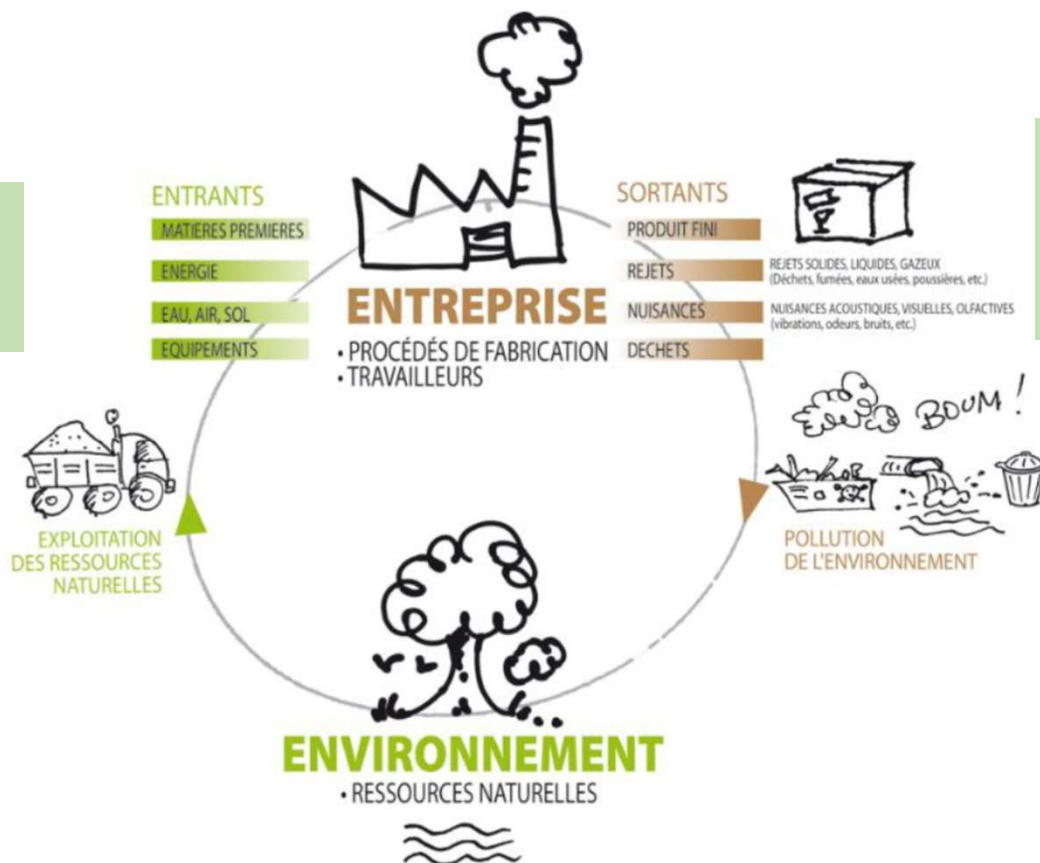 ENTRANTS
MATIERES PREMIERES
ENERGIE
EAU, AIR, SOL
EQUIPEMENTS
ENTREPRISE
• PROCÉDÉS DE FABRICATION
• TRAVAILLEURS
SORTANTS
PRODUIT FINI
REJETS
REJETS SOLIDES, LIQUIDES, GAZEUX
(Déchets, fumées, eaux usées, poussières, etc.)
NUISANCES
NUISANCES ACOUSTIQUES, VISUELLES, OLFACTIVES
(vibrations, odeurs, bruits, etc.)
DECHETS
BOUM !
EXPLOITATION
DES RESSOURCES
NATURELLES
POLLUTION
DE L'ENVIRONNEMENT
ENVIRONNEMENT
• RESSOURCES NATURELLES